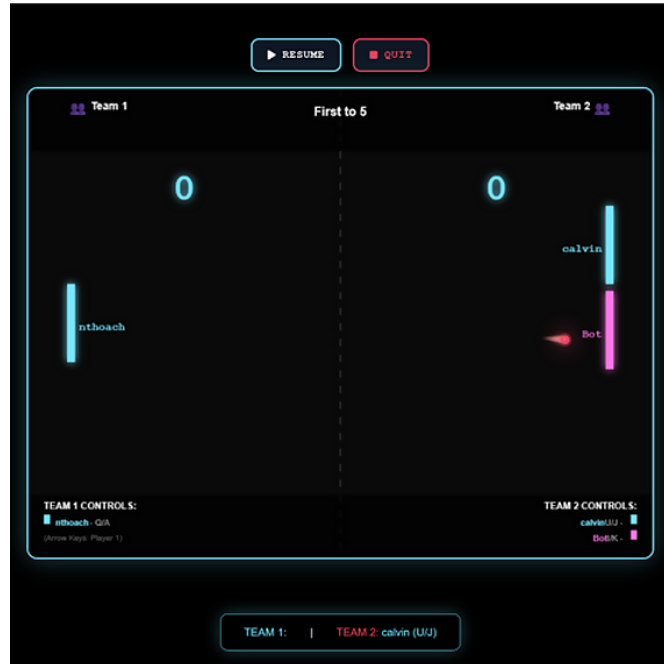 RESUME
QUIT
Team 1
First to 5
Team 2
0
0
calvin
nthoach
Bot
TEAM 1 CONTROLS:
nthoach - Q/A
(Arrow Keys: Player 1)
TEAM 2 CONTROLS:
calvinU/J -
BotI/K -
TEAM 1: | TEAM 2: calvin (U/J)